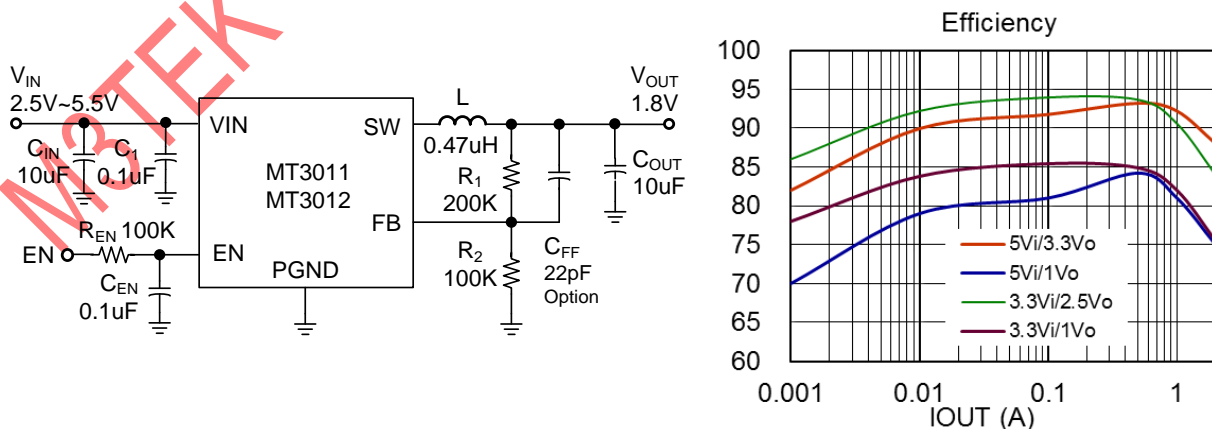 M3TEK
VIN
2.5V~5.5V
CIN
10uF
C1
0.1uF
VIN
SW
MT3011
MT3012
FB
EN
PGND
EN
REN 100K
CEN
0.1uF
L
0.47uH
R1
200K
R2
100K
CFF
22pF
Option
VOUT
1.8V
COUT
10uF
Efficiency
100
95
90
85
80
75
70
65
60
5Vi/3.3Vo
5Vi/1Vo
3.3Vi/2.5Vo
3.3Vi/1Vo
0.001 0.01 0.1 1
IOUT (A)